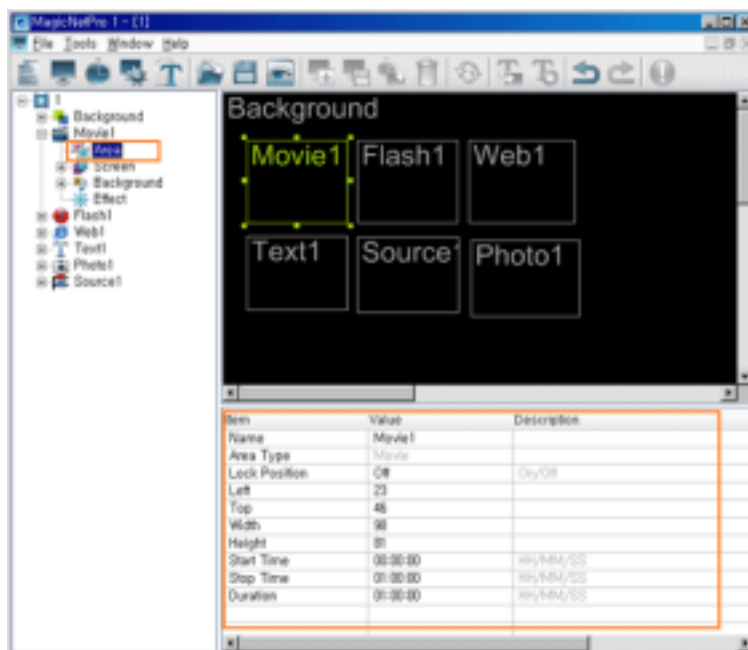 MagicNetPro 1 - [1]
File Tools Window Help
1
Background
Movie1
Area
Screen
Background
Effect
Flash1
Web1
Text1
Photo1
Source1
Background
Movie1 Flash1 Web1
Text1 Source1 Photo1
Item Value Description
Name Movie1
Area Type Movie
Lock Position Off On/Off
Left 23
Top 46
Width 98
Height 81
Start Time 00:00:00 HH/MM/SS
Stop Time 01:00:00 HH/MM/SS
Duration 01:00:00 HH/MM/SS